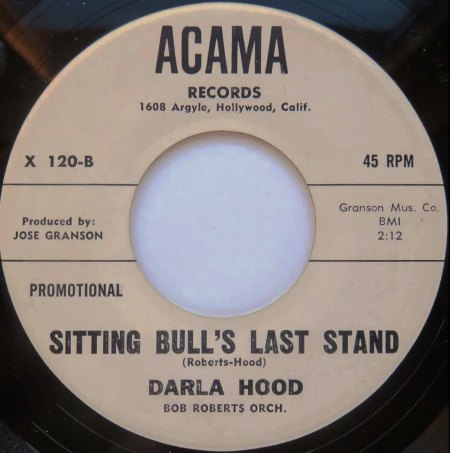 ACAMA
RECORDS
1608 Argyle, Hollywood, Calif.
X 120-B
45 RPM
Produced by:
JOSE GRANSON
Granson Mus. Co.
BMI
2:12
PROMOTIONAL
SITTING BULL'S LAST STAND
(Roberts-Hood)
DARLA HOOD
BOB ROBERTS ORCH.